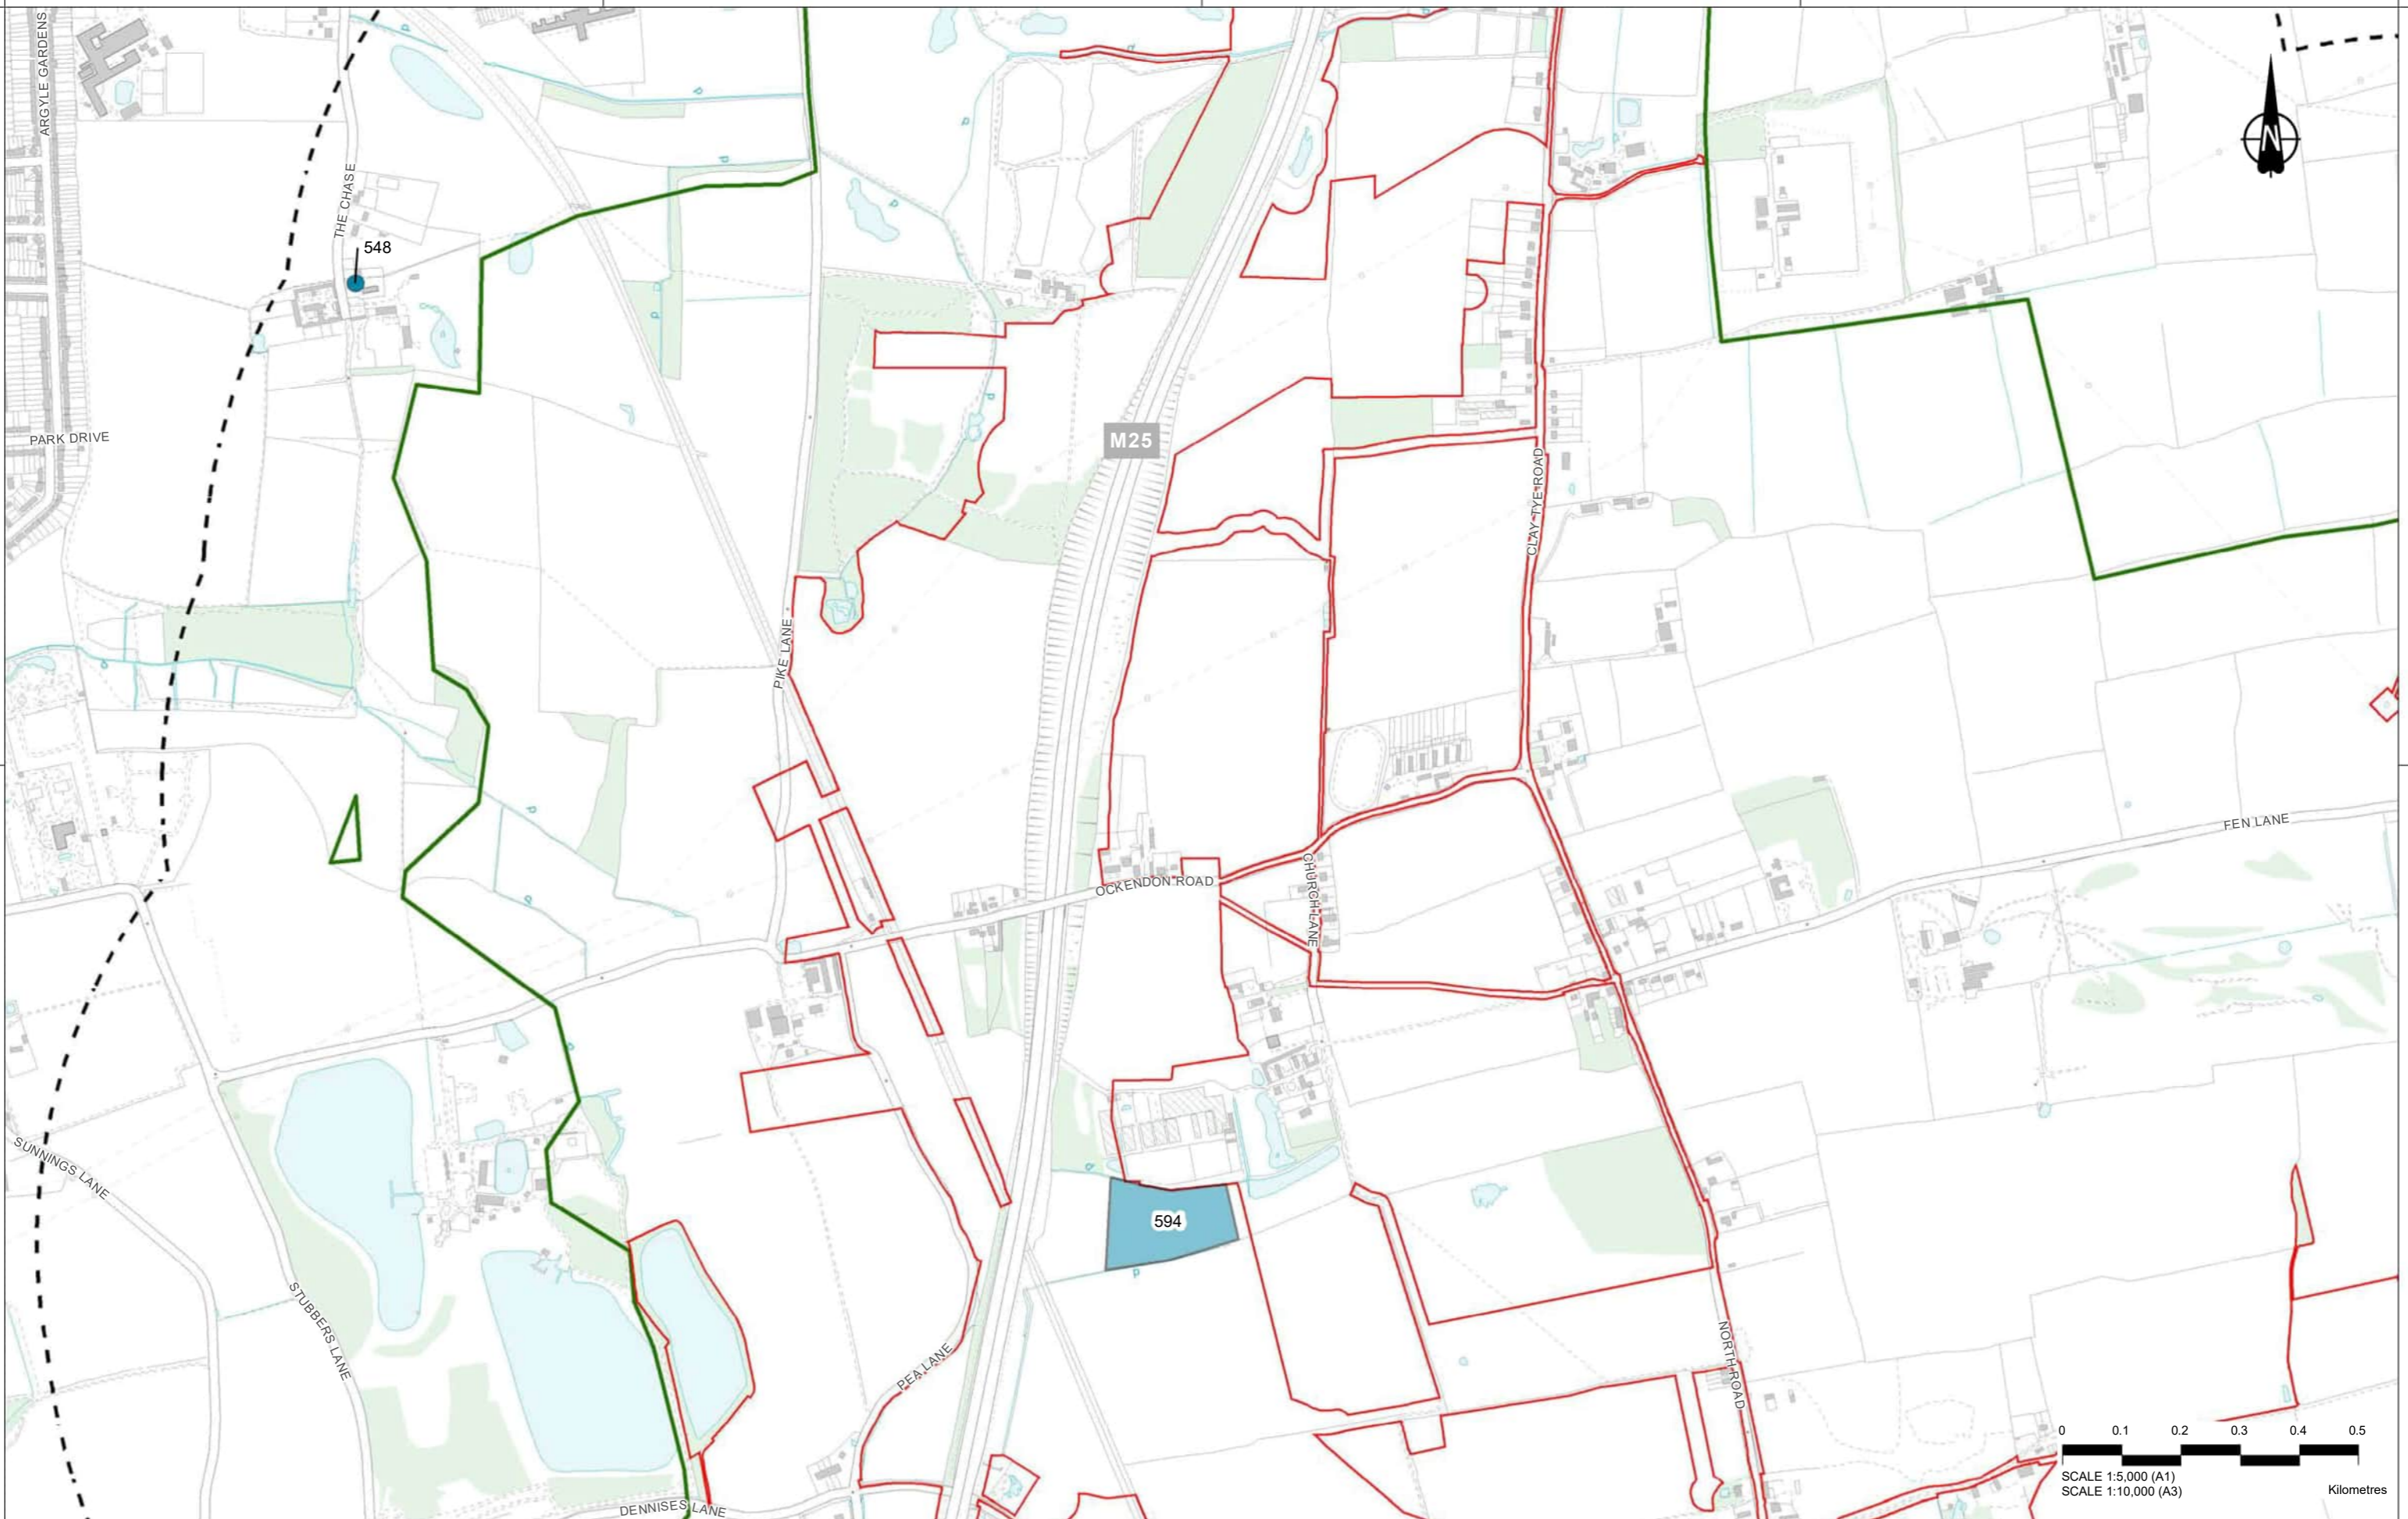 ARGYLE GARDENS
THE CHASE
N
548
PARK DRIVE
M25
CLAY TYE ROAD
PIKE LANE
FEN LANE
OCKENDON ROAD
CHURCH LANE
SUNNINGS LANE
594
STUBBERS LANE
PEA LANE
NORTH ROAD
0 0.1 0.2 0.3 0.4 0.5
SCALE 1:5,000 (A1)
SCALE 1:10,000 (A3)
Kilometres
DENNISES LANE